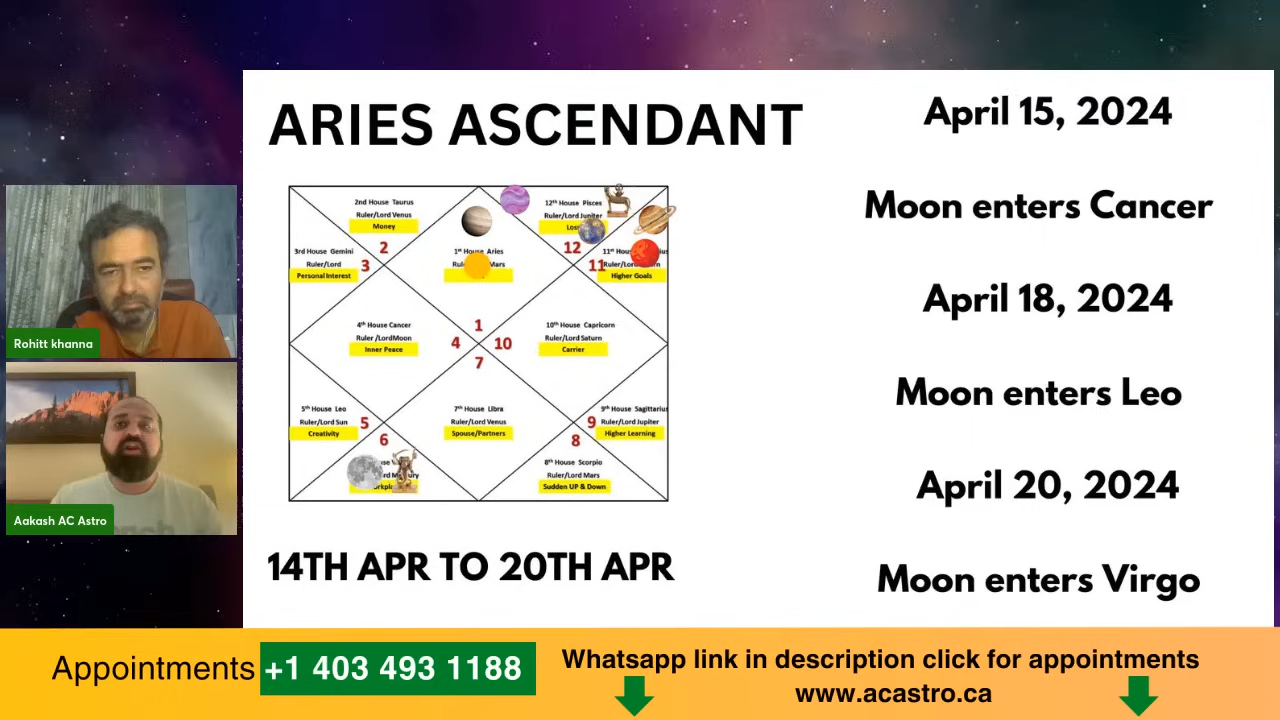 ARIES ASCENDANT
2nd House Taurus
Ruler/Lord Venus
Money
2
3rd House Gemini
Ruler/Lord
Personal Interest
3
1st House Aries
Mars
1
12th House Pisces
Ruler/Lord Jupiter
12
11
Higher Goals
4th House Cancer
Ruler /LordMoon
Inner Peace
4
10th House Capricorn
Ruler/Lord Saturn
Carrier
10
7
5th House Leo
Ruler/Lord Sun
Creativity
5
6
7th House Libra
Ruler/Lord Venus
Spouse/Partners
9th House Sagittarius
Ruler/Lord Jupiter
Higher Learning
9
8
8th House Scorpio
Ruler/Lord Mars
Sudden UP & Down
14TH APR TO 20TH APR
April 15, 2024
Moon enters Cancer
April 18, 2024
Moon enters Leo
April 20, 2024
Moon enters Virgo
Rohitt khanna
Aakash AC Astro
Appointments +1 403 493 1188
Whatsapp link in description click for appointments
www.acastro.ca